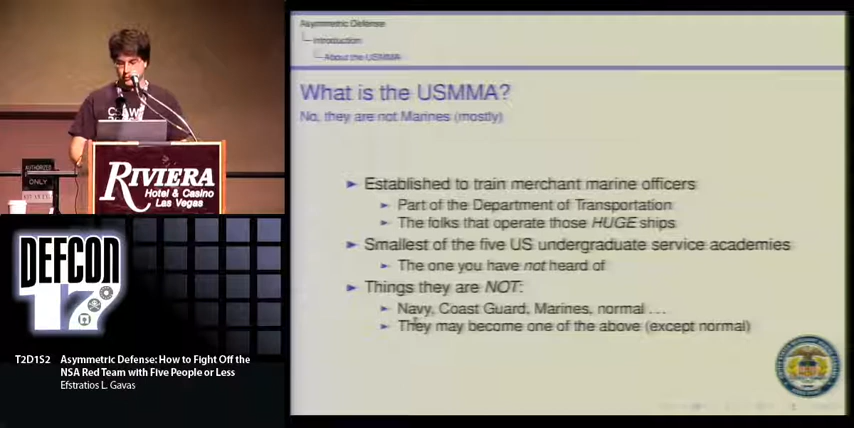 Asymmetric Defense
Introduction
About the USMMA
What is the USMMA?
No, they are not Marines (mostly)
Established to train merchant marine officers
Part of the Department of Transportation
The folks that operate those HUGE ships
Smallest of the five US undergraduate service academies
The one you have not heard of
Things they are NOT:
Navy, Coast Guard, Marines, normal ...
They may become one of the above (except normal)
AUTHORIZED
ONLY
RIVIERA
Hotel & Casino
Las Vegas
DEFCON
17
T2D1S2 Asymmetric Defense: How to Fight Off the
NSA Red Team with Five People or Less
Efstratios L. Gavas